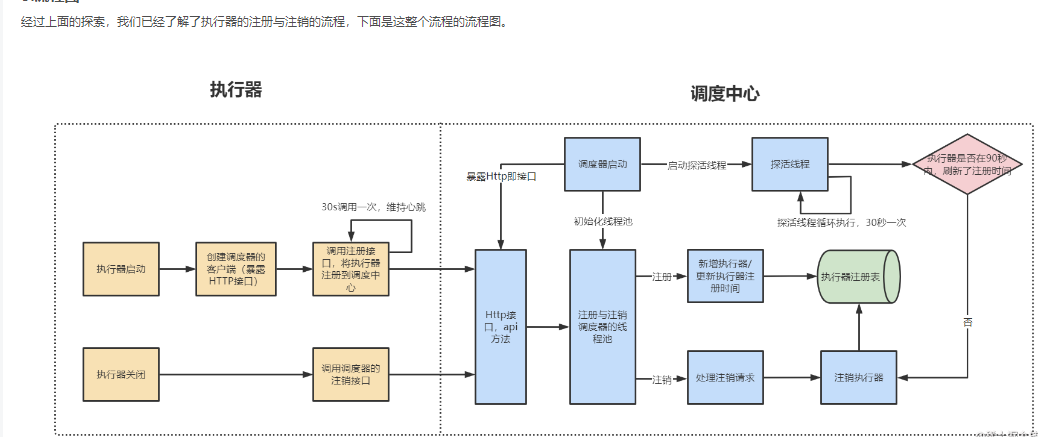 经过上面的探索，我们已经了解了执行器的注册与注销的流程，下面是这整个流程的流程图。
执行器
调度中心
调度器启动
启动探活线程
探活线程
执行器是否在90秒
内，刷新了注册时间
暴露Http即接口
探活线程循环执行，30秒一次
初始化线程池
30s调用一次，维持心跳
执行器启动
创建调度器的
客户端（暴露
HTTP接口）
调用注册接
口，将执行器
注册到调度中
心
注册
新增执行器/
更新执行器注
册时间
执行器注册表
Http接
口，api
方法
注册与注销
调度器的线
程池
否
执行器关闭
调用调度器的
注销接口
注销
处理注销请求
注销执行器